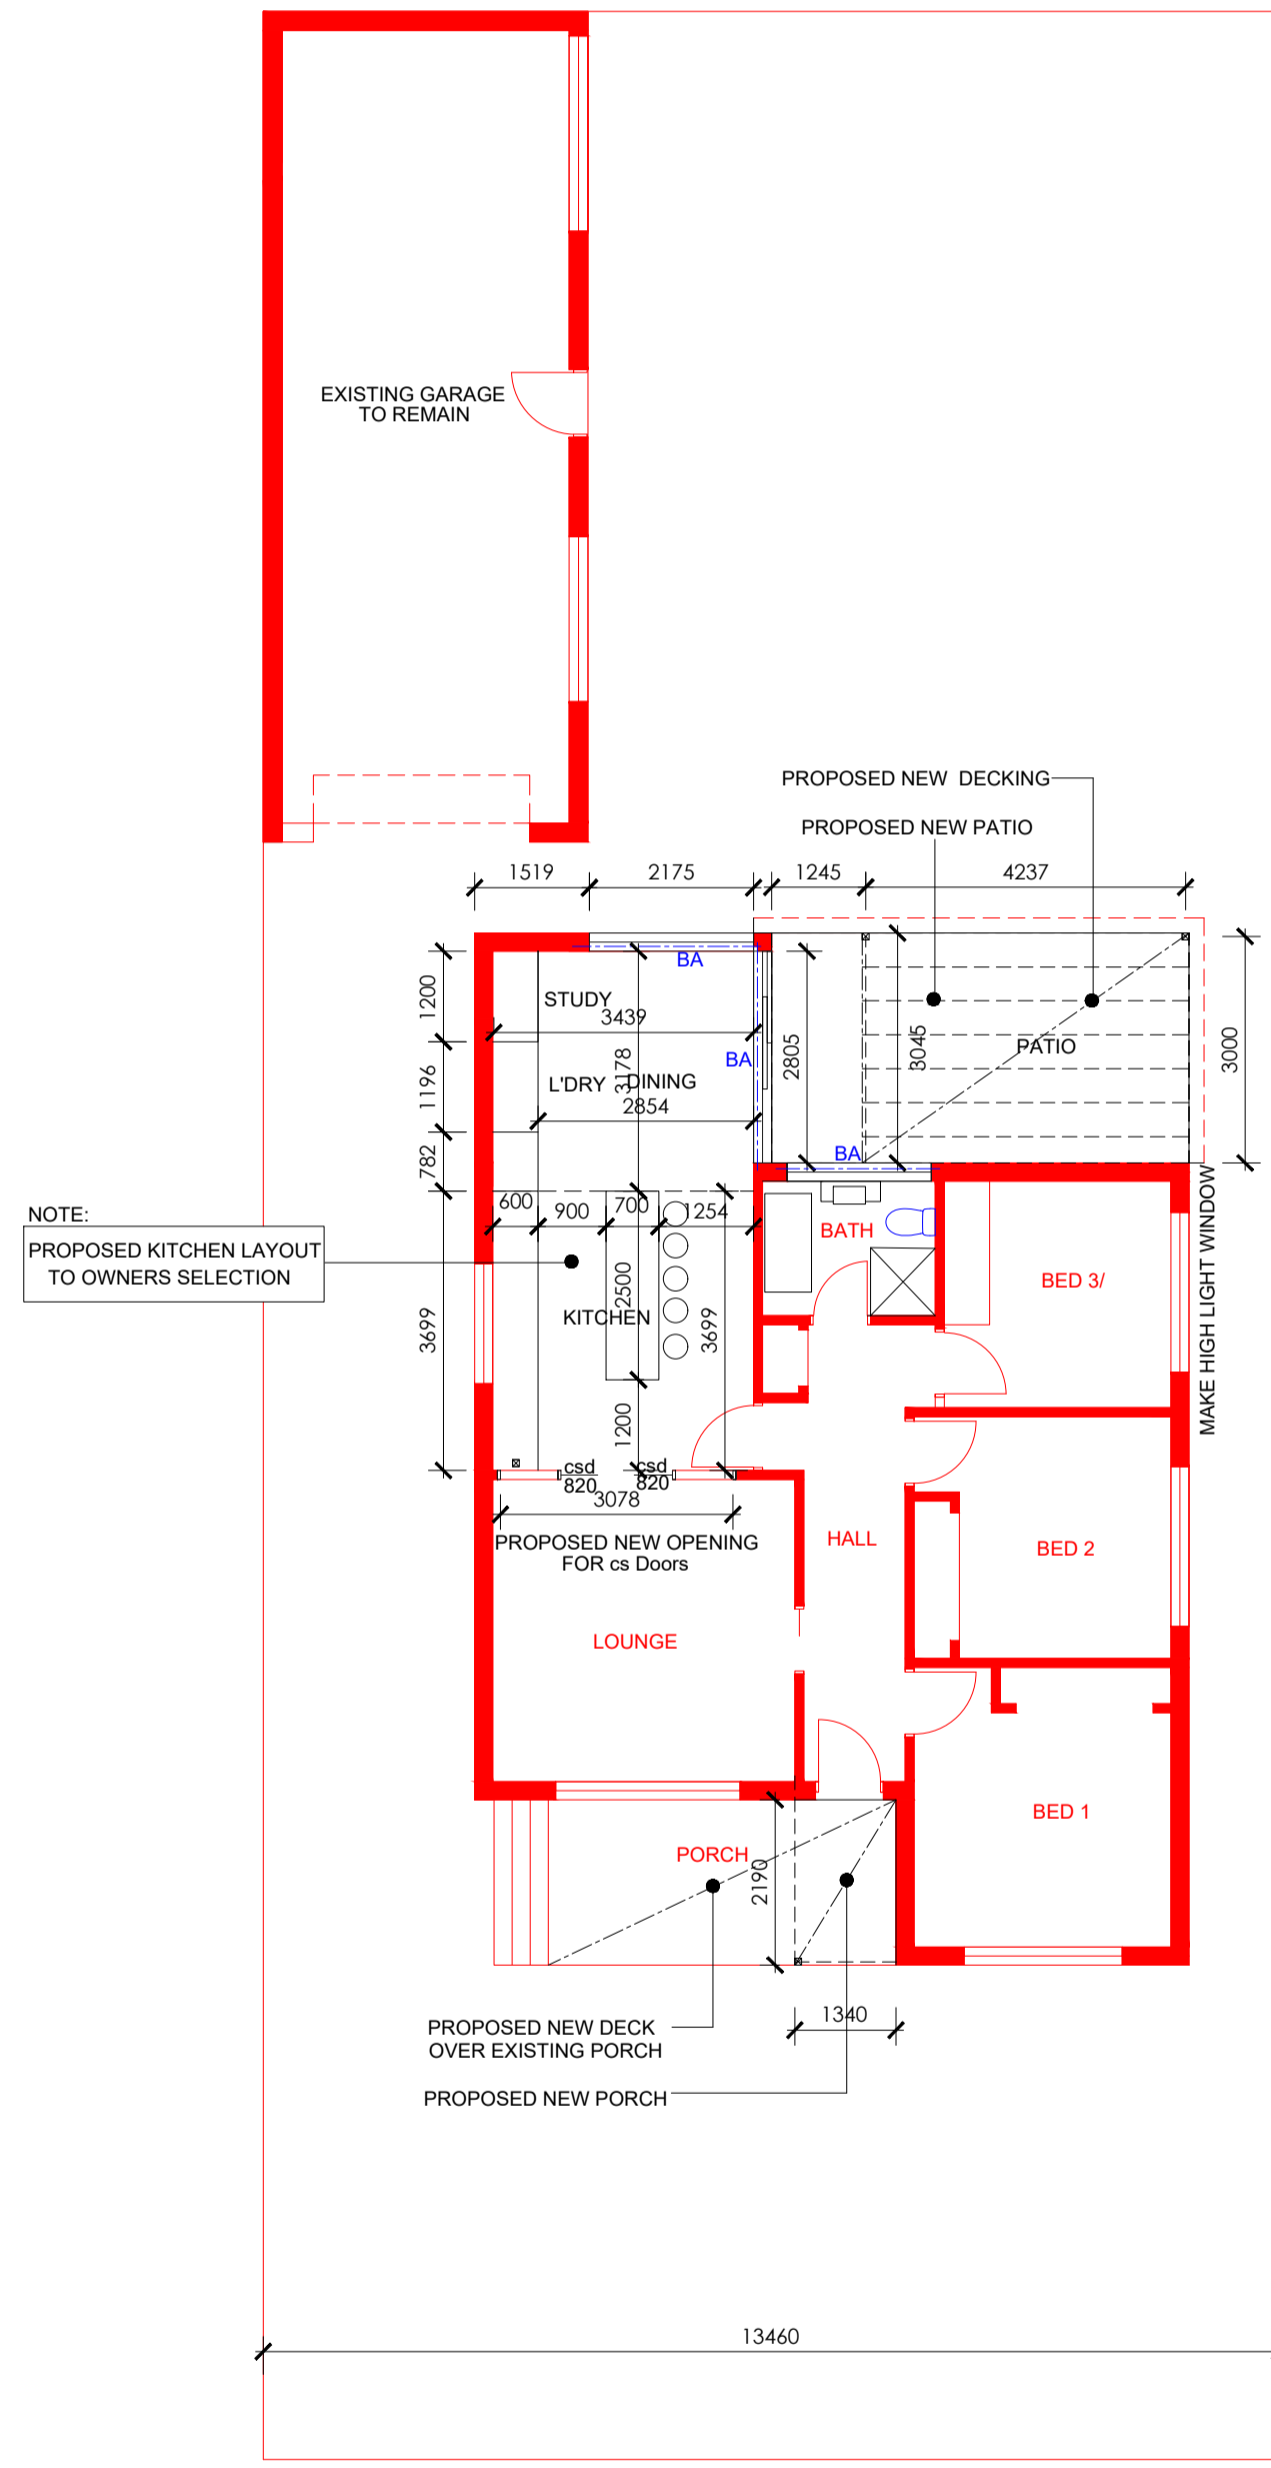 EXISTING GARAGE
TO REMAIN
PROPOSED NEW DECKING
PROPOSED NEW PATIO
1519
2175
1245
4237
BA
1200
STUDY
3439
3178
BA
2805
3045
PATIO
3000
1196
L'DRY
DINING
2854
782
BA
600
900
700
1254
NOTE:
PROPOSED KITCHEN LAYOUT
TO OWNERS SELECTION
BATH
BED 3/
MAKE HIGH LIGHT WINDOW
2500
KITCHEN
3699
3699
1200
csd
820
csd
820
3078
PROPOSED NEW OPENING
FOR cs Doors
HALL
BED 2
LOUNGE
BED 1
PORCH
2190
1340
PROPOSED NEW DECK
OVER EXISTING PORCH
PROPOSED NEW PORCH
13460